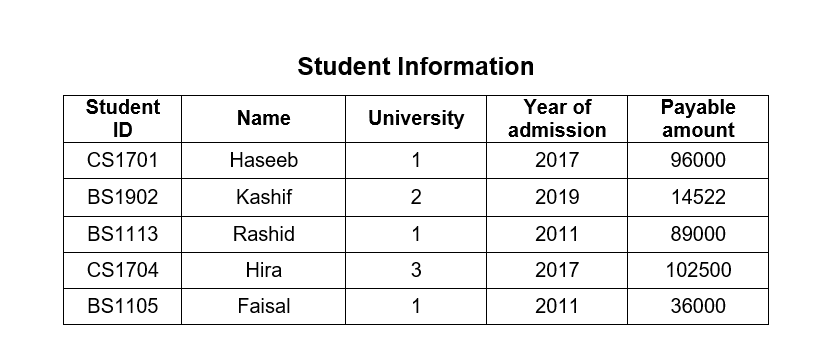 Student Information
Student ID Name University Year of admission Payable amount
CS1701 Haseeb 1 2017 96000
BS1902 Kashif 2 2019 14522
BS1113 Rashid 1 2011 89000
CS1704 Hira 3 2017 102500
BS1105 Faisal 1 2011 36000